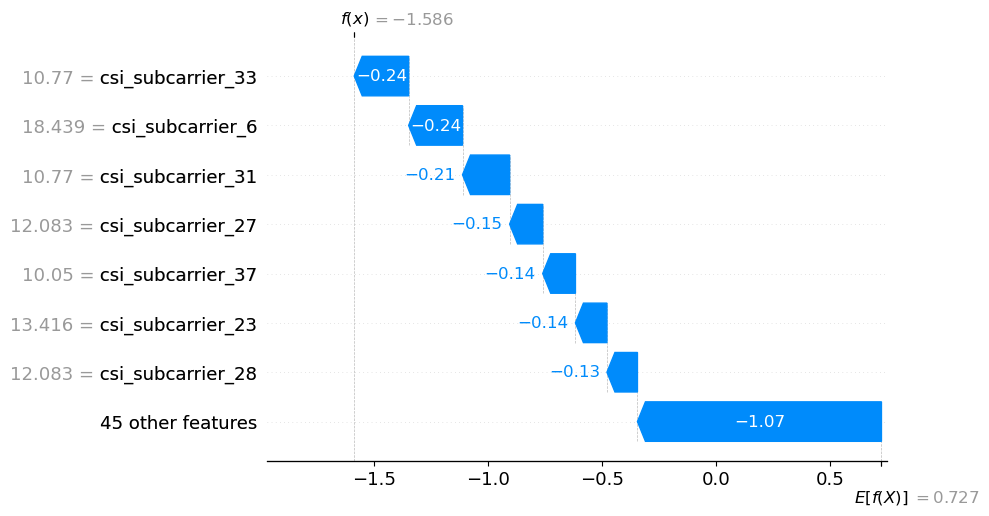 f(x) = −1.586
10.77 = csi_subcarrier_33 −0.24
18.439 = csi_subcarrier_6 −0.24
10.77 = csi_subcarrier_31 −0.21
12.083 = csi_subcarrier_27 −0.15
10.05 = csi_subcarrier_37 −0.14
13.416 = csi_subcarrier_23 −0.14
12.083 = csi_subcarrier_28 −0.13
45 other features −1.07
−1.5 −1.0 −0.5 0.0 0.5
E[f(X)] = 0.727